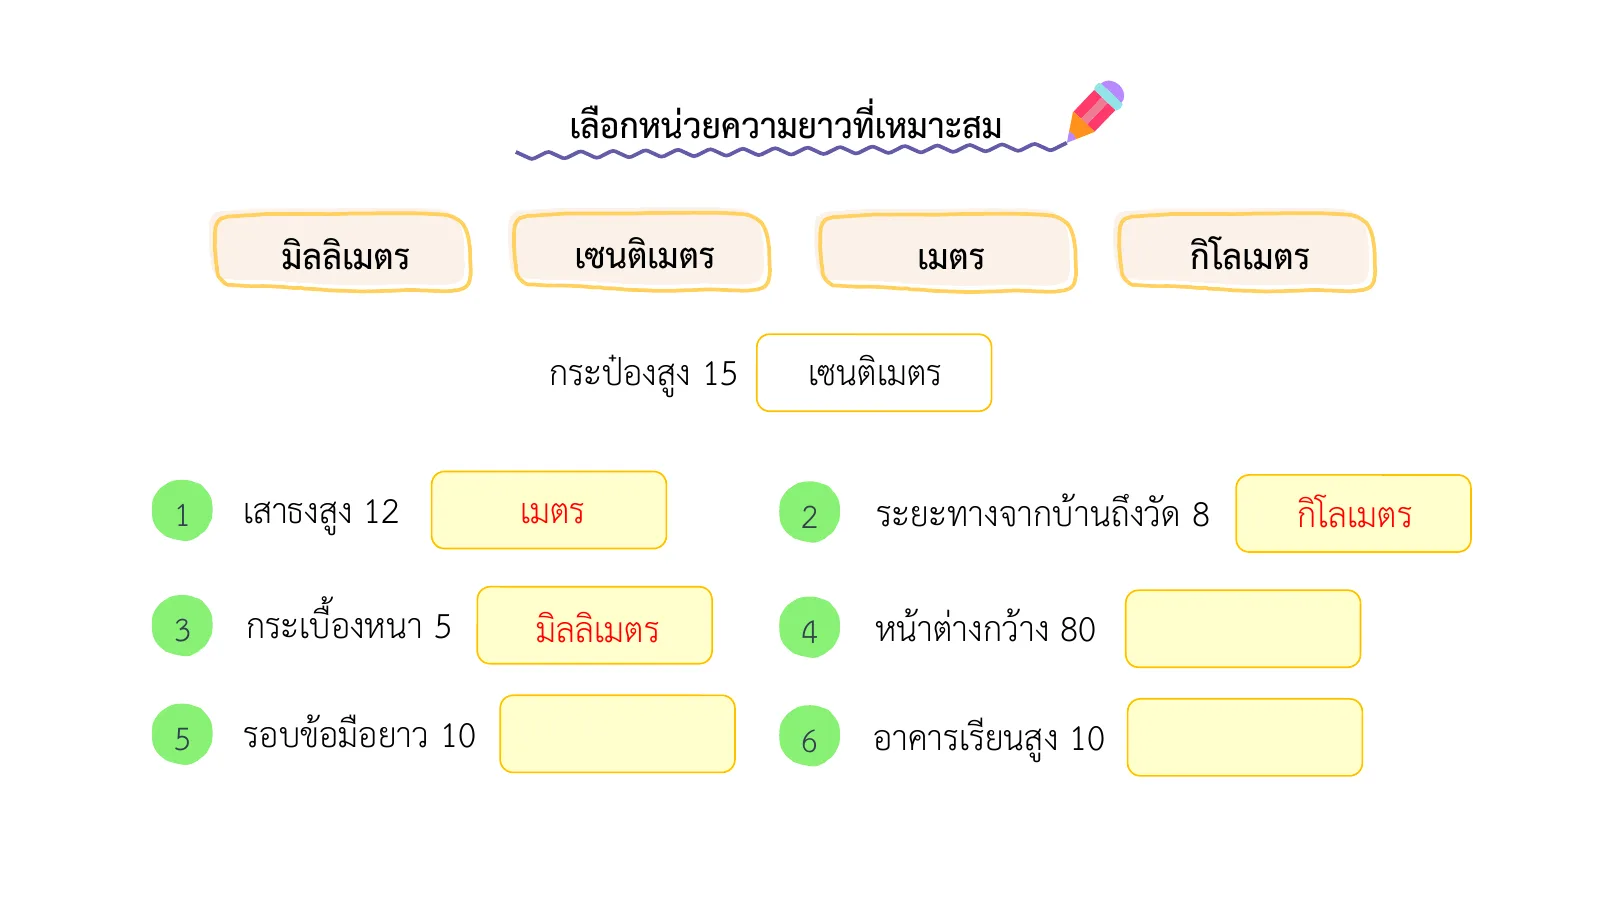 เลือกหน่วยความยาวที่เหมาะสม
มิลลิเมตร เซนติเมตร เมตร กิโลเมตร
กระป๋องสูง 15 เซนติเมตร
1 เสาธงสูง 12 เมตร
2 ระยะทางจากบ้านถึงวัด 8 กิโลเมตร
3 กระเบื้องหนา 5 มิลลิเมตร
4 หน้าต่างกว้าง 80
5 รอบข้อมือยาว 10
6 อาคารเรียนสูง 10